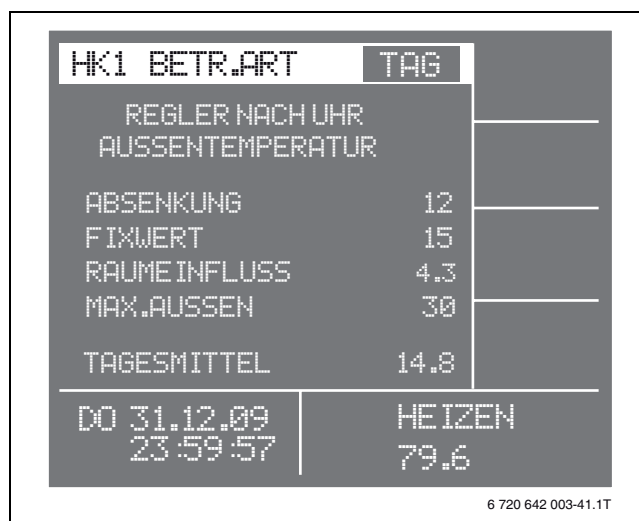 HK1 BETR.ART TAG
REGLER NACH UHR
AUSSENTEMPERATUR
ABSENKUNG 12
FIXWERT 15
RAUMEINFLUSS 4.3
MAX.AUSSEN 30
TAGESMITTEL 14.8
DO 31.12.09 HEIZEN
23:59:57 79.6
6 720 642 003-41.1T